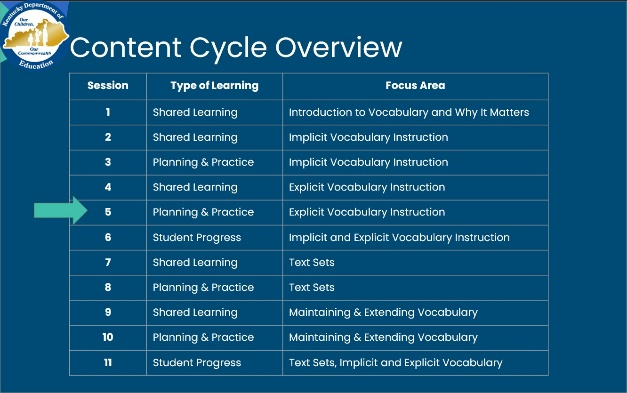 Kentucky Department of
Our
Children,
Our
Commonwealth
Education
Content Cycle Overview
Session Type of Learning Focus Area
1 Shared Learning Introduction to Vocabulary and Why It Matters
2 Shared Learning Implicit Vocabulary Instruction
3 Planning & Practice Implicit Vocabulary Instruction
4 Shared Learning Explicit Vocabulary Instruction
5 Planning & Practice Explicit Vocabulary Instruction
6 Student Progress Implicit and Explicit Vocabulary Instruction
7 Shared Learning Text Sets
8 Planning & Practice Text Sets
9 Shared Learning Maintaining & Extending Vocabulary
10 Planning & Practice Maintaining & Extending Vocabulary
11 Student Progress Text Sets, Implicit and Explicit Vocabulary